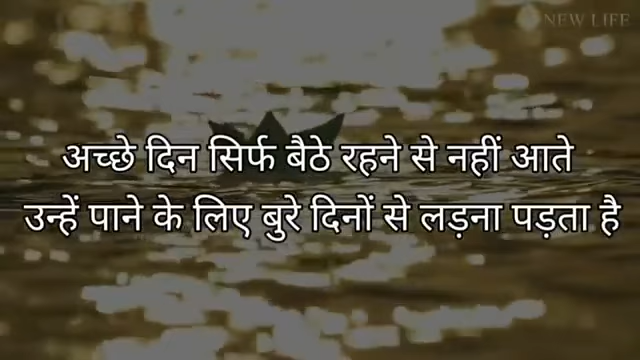 NEW LIFE
अच्छे दिन सिर्फ बैठे रहने से नहीं आते
उन्हें पाने के लिए बुरे दिनों से लड़ना पड़ता है